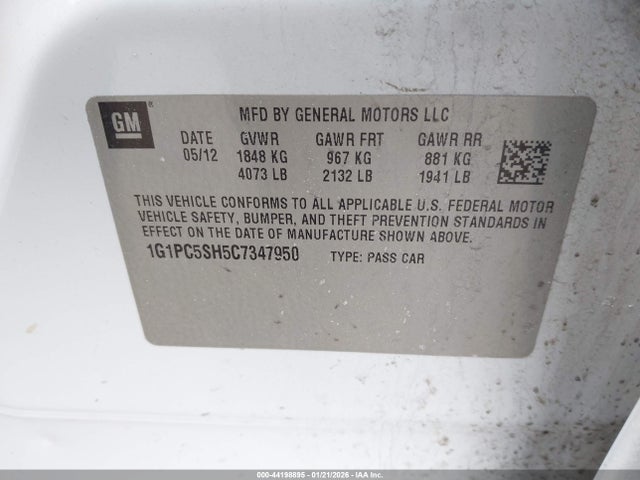 GM
MFD BY GENERAL MOTORS LLC
DATE GVWR GAWR FRT GAWR RR
05/12 1848 KG 967 KG 881 KG
4073 LB 2132 LB 1941 LB
THIS VEHICLE CONFORMS TO ALL APPLICABLE U.S. FEDERAL MOTOR
VEHICLE SAFETY, BUMPER, AND THEFT PREVENTION STANDARDS IN
EFFECT ON THE DATE OF MANUFACTURE SHOWN ABOVE.
1G1PC5SH5C7347950 TYPE: PASS CAR
000-44198895 - 01/21/2026 - IAA Inc.